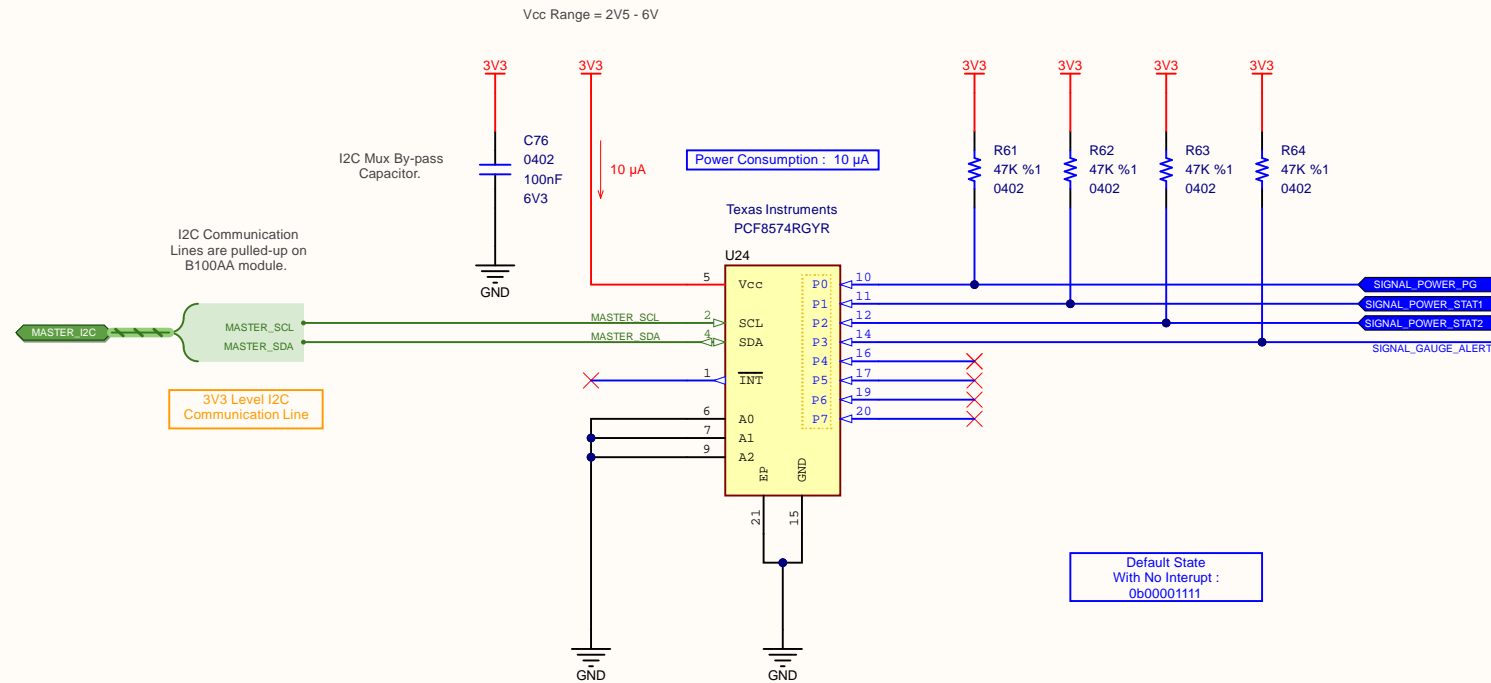 Vcc Range = 2V5 - 6V
3V3
3V3
3V3
3V3
3V3
3V3
I2C Mux By-pass
Capacitor.
C76
0402
100nF
6V3
10 µA
Power Consumption : 10 µA
R61
47K %1
0402
R62
47K %1
0402
R63
47K %1
0402
R64
47K %1
0402
Texas Instruments
PCF8574RGYR
U24
I2C Communication
Lines are pulled-up on
B100AA module.
GND
5
Vcc
P0
10
SIGNAL_POWER_PG
P1
11
SIGNAL_POWER_STAT1
MASTER_I2C
MASTER_SCL
MASTER_SCL
2
SCL
P2
12
SIGNAL_POWER_STAT2
MASTER_SDA
MASTER_SDA
4
SDA
P3
14
SIGNAL_GAUGE_ALERT
P4
16
1
INT
P5
17
P6
19
3V3 Level I2C
Communication Line
6
A0
P7
20
7
A1
9
A2
EP
GND
21
15
Default State
With No Interupt :
0b00001111
GND
GND